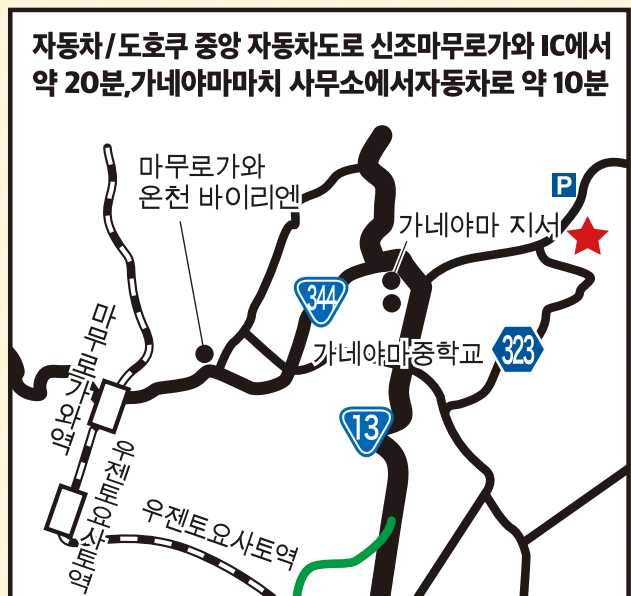 자동차/도호쿠 중앙 자동차도로 신조마무로가와 IC에서
약 20분,가네야마마치 사무소에서자동차로 약 10분
마무로가와
온천 바이리엔
P
가네야마 지서
344
가네야마중학교
323
마무로가와역
13
우젠토요사토역
우젠토요사토역